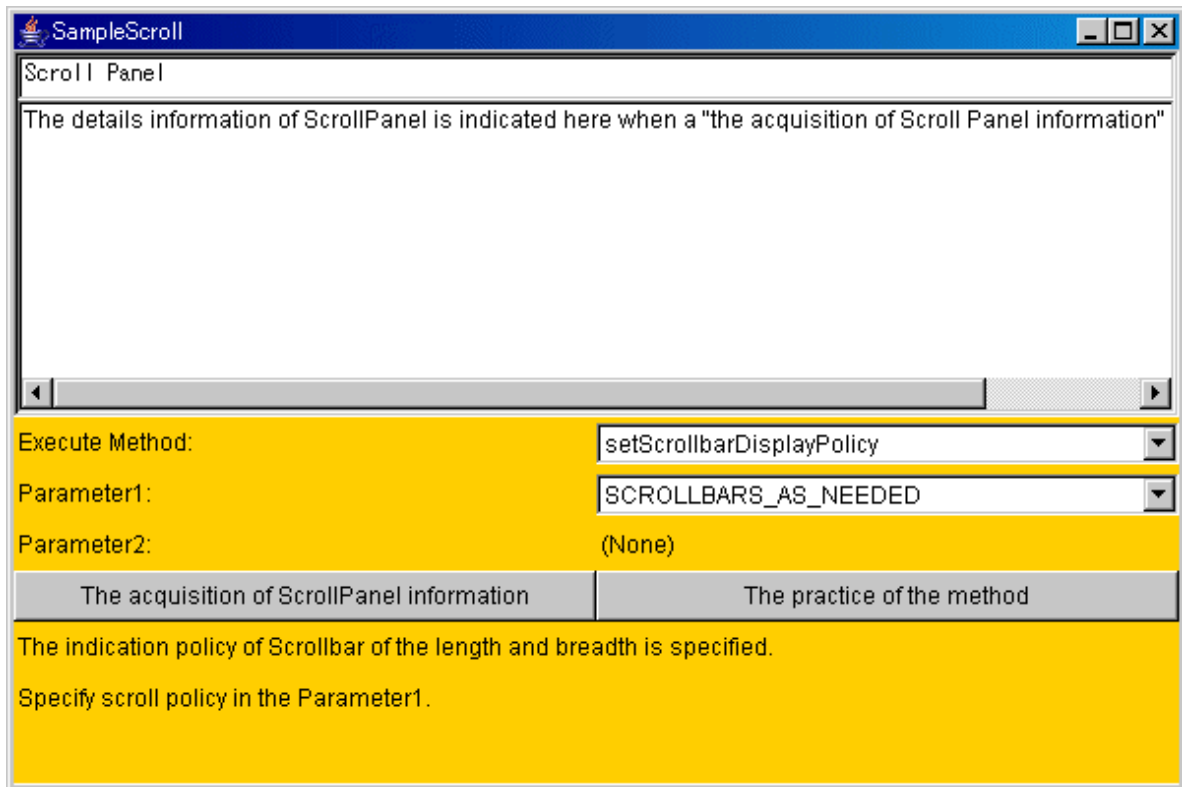 SampleScroll
Scroll Panel
The details information of ScrollPanel is indicated here when a "the acquisition of Scroll Panel information"
Execute Method:
setScrollbarDisplayPolicy
Parameter1:
SCROLLBARS_AS_NEEDED
Parameter2:
(None)
The acquisition of ScrollPanel information
The practice of the method
The indication policy of Scrollbar of the length and breadth is specified.
Specify scroll policy in the Parameter1.